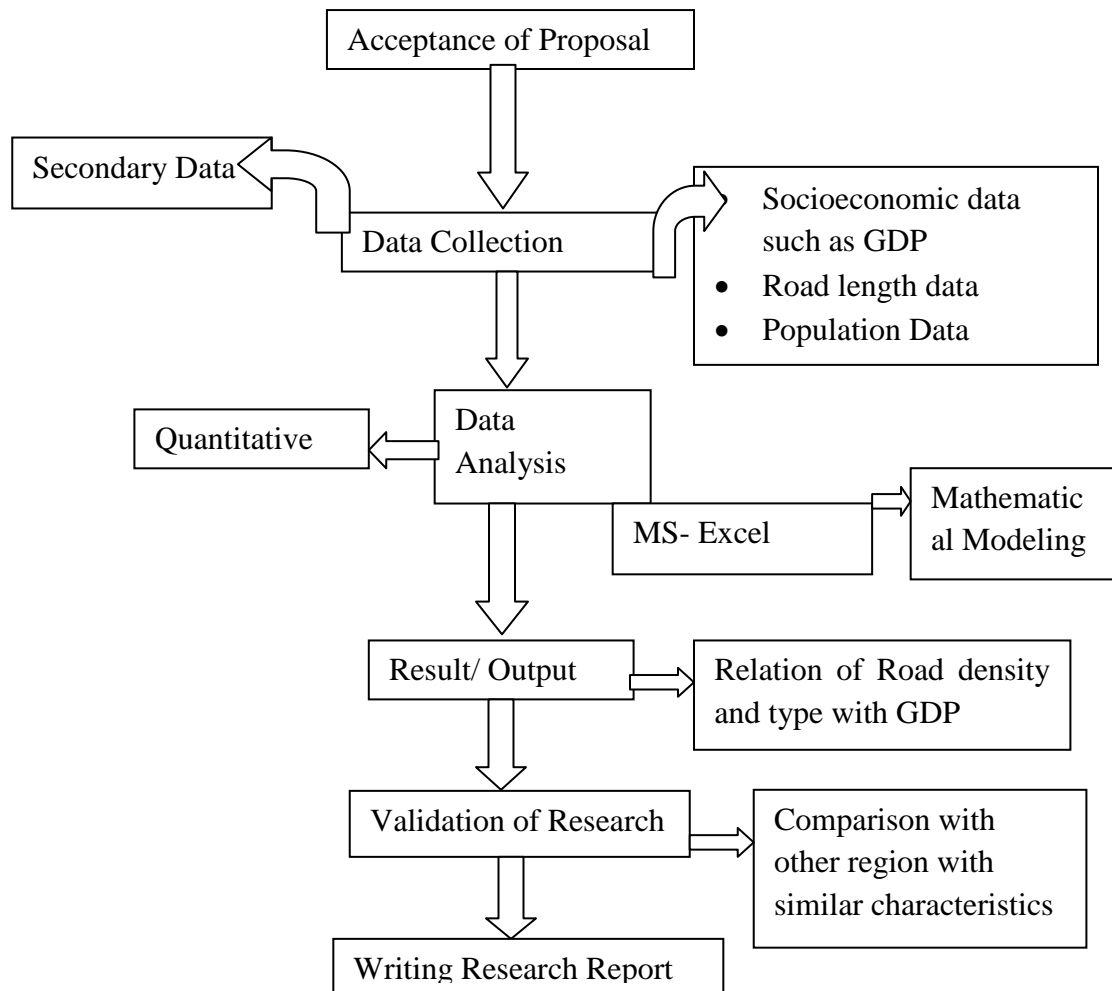 Acceptance of Proposal
Secondary Data
Data Collection
• Socioeconomic data
such as GDP
• Road length data
• Population Data
Quantitative
Data
Analysis
MS- Excel
Mathematic
al Modeling
Result/ Output
Relation of Road density
and type with GDP
Validation of Research
Comparison with
other region with
similar characteristics
Writing Research Report